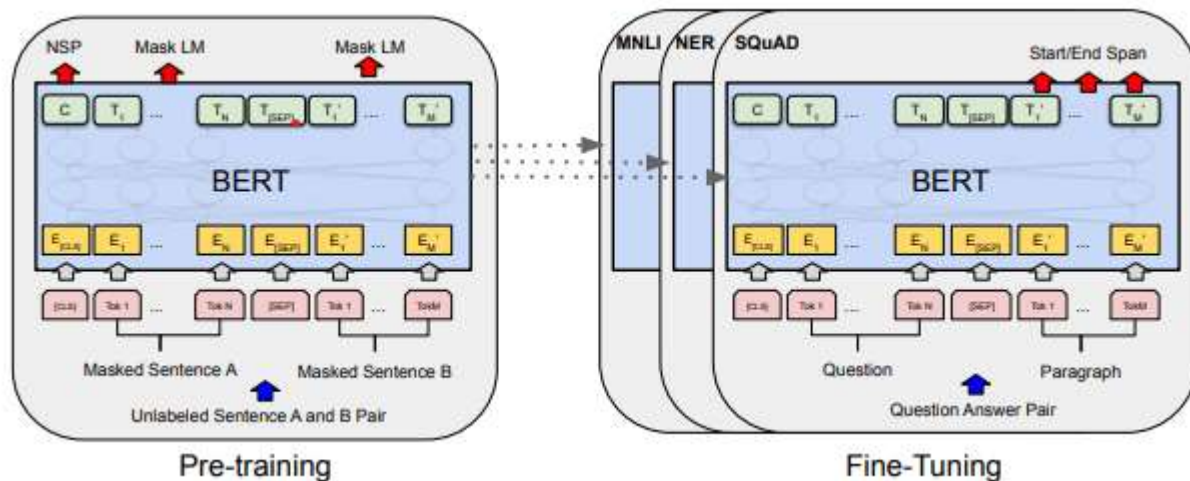 NSP Mask LM Mask LM
C T1 ... TN T[SEP] T1' ... TM'
BERT
E[CLS] E1 ... EN E[SEP] E1' ... EM'
[CLS] Tok 1 ... Tok N [SEP] Tok 1 ... TokM
Masked Sentence A Masked Sentence B
Unlabeled Sentence A and B Pair
Pre-training
MNLI NER SQuAD
Start/End Span
C T1 ... TN T[SEP] T1' ... TM'
BERT
E[CLS] E1 ... EN E[SEP] E1' ... EM'
[CLS] Tok 1 ... Tok N [SEP] Tok 1 ... TokM
Question Paragraph
Question Answer Pair
Fine-Tuning